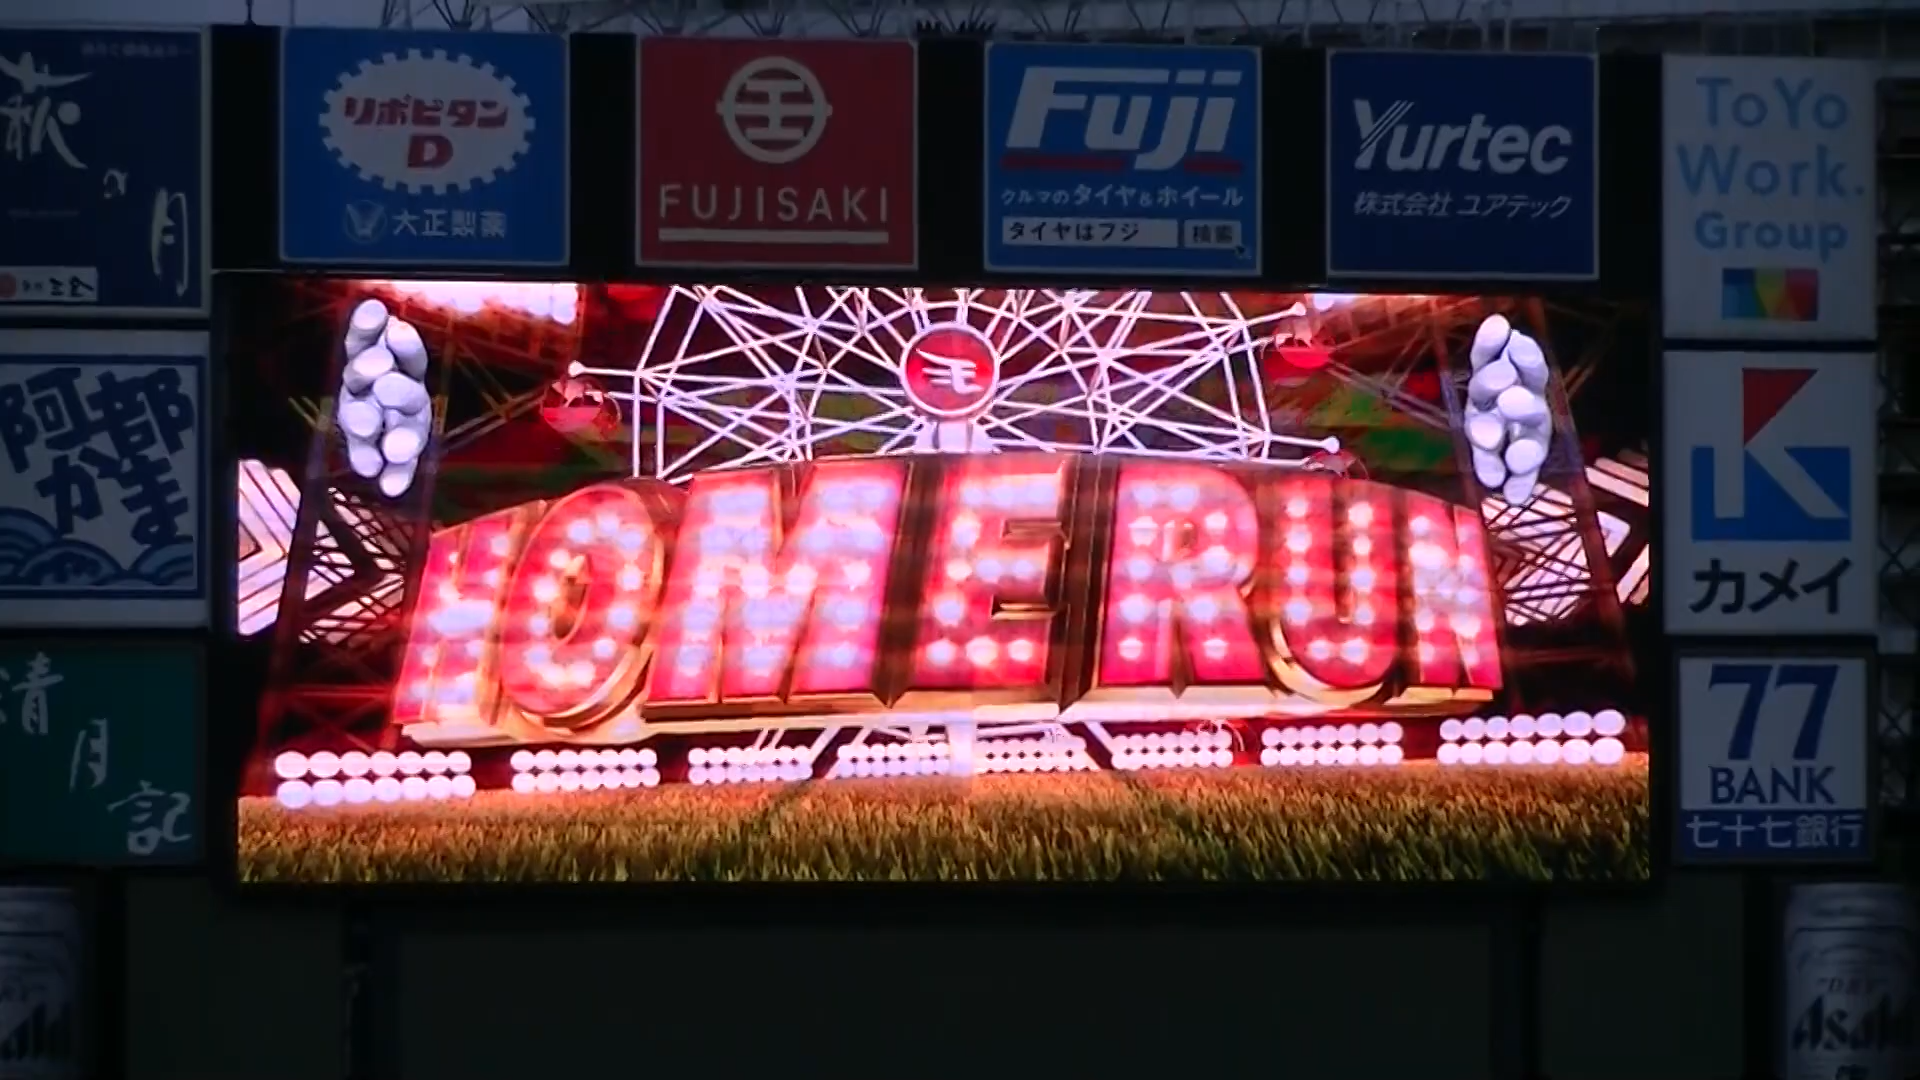 萩
の
月
リポビタン
D
大正製薬
FUJISAKI
Fuji
クルマのタイヤ&ホイール
タイヤはフジ 検索
Yurtec
株式会社 ユアテック
ToYo
Work.
Group
阿部
かま
HOME RUN
カメイ
清
月
記
77
BANK
七十七銀行
Asahi
Asahi